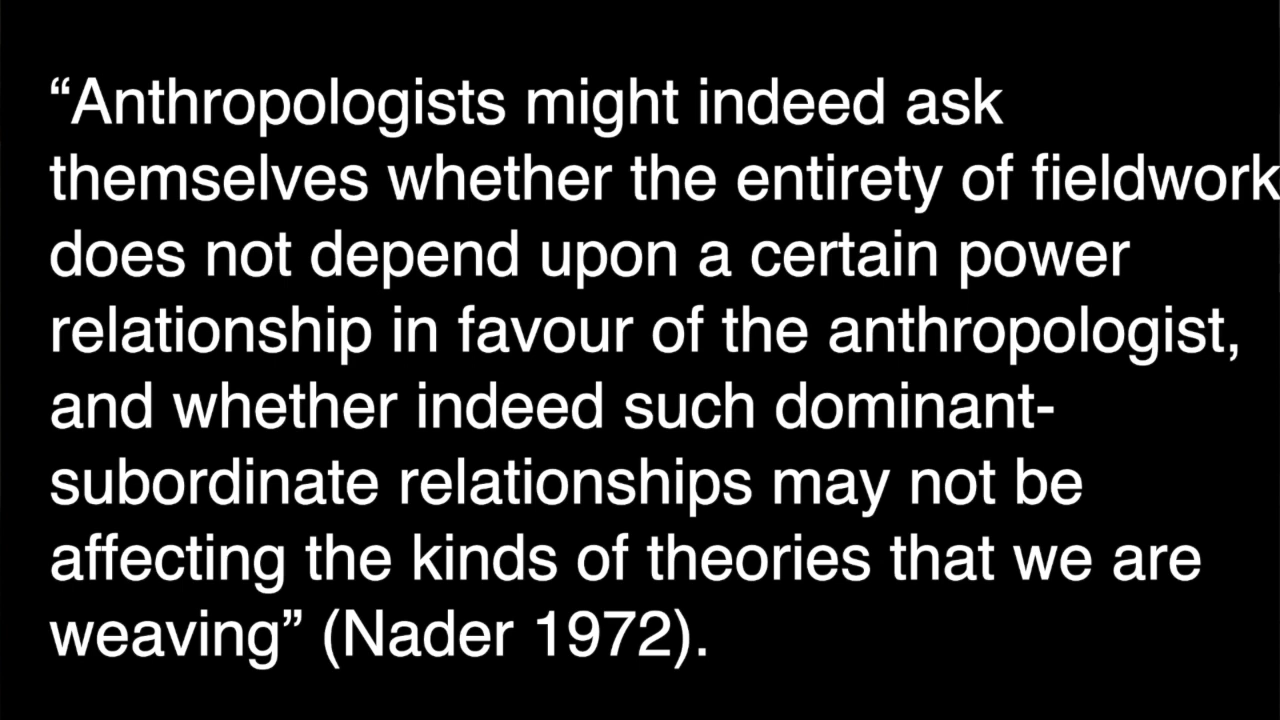 “Anthropologists might indeed ask
themselves whether the entirety of fieldwork
does not depend upon a certain power
relationship in favour of the anthropologist,
and whether indeed such dominant-
subordinate relationships may not be
affecting the kinds of theories that we are
weaving” (Nader 1972).